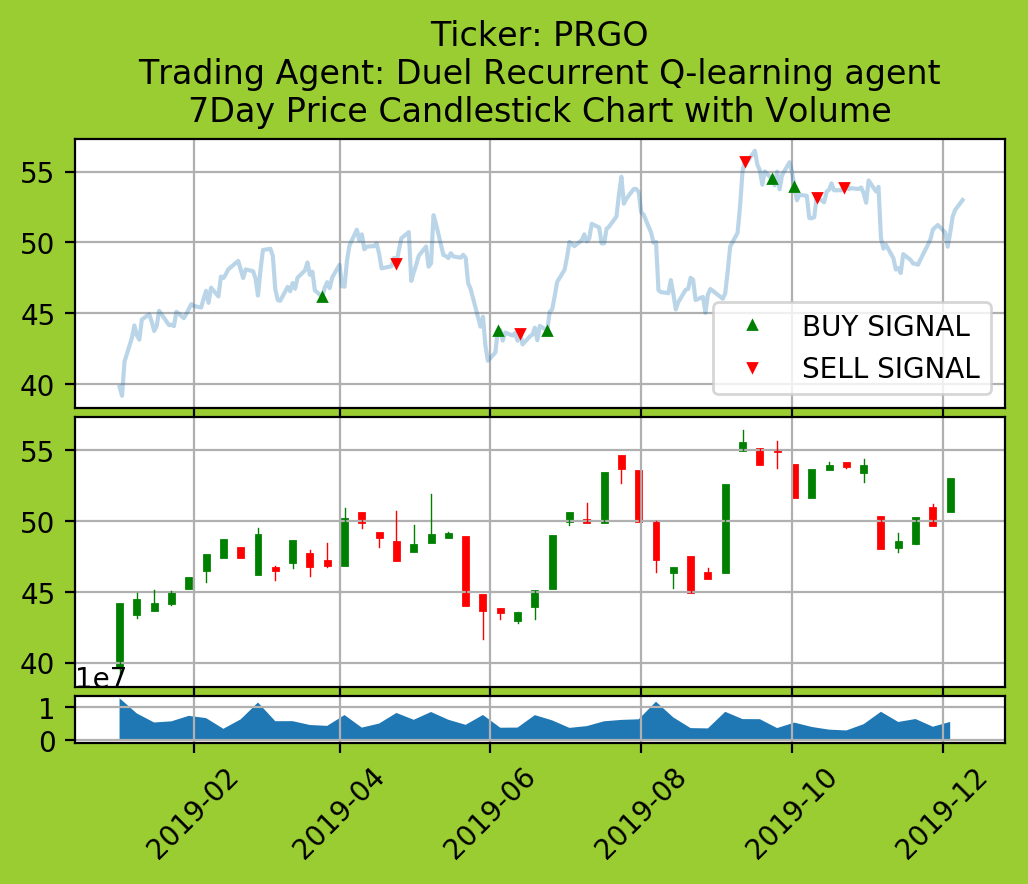 Ticker: PRGO
Trading Agent: Duel Recurrent Q-learning agent
7Day Price Candlestick Chart with Volume
55
50
45
40
BUY SIGNAL
SELL SIGNAL
55
50
45
40
1e7
1
0
2019-02
2019-04
2019-06
2019-08
2019-10
2019-12